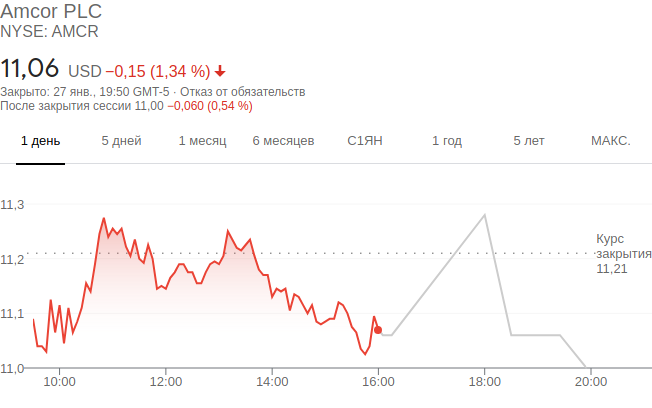 Amcor PLC
NYSE: AMCR
11,06 USD −0,15 (1,34 %)
Закрыто: 27 янв., 19:50 GMT-5 · Отказ от обязательств
После закрытия сессии 11,00 −0,060 (0,54 %)
1 день 5 дней 1 месяц 6 месяцев С1ЯН 1 год 5 лет МАКС.
11,3
Курс
закрытия
11,2
11,21
11,1
11,0
10:00 12:00 14:00 16:00 18:00 20:00